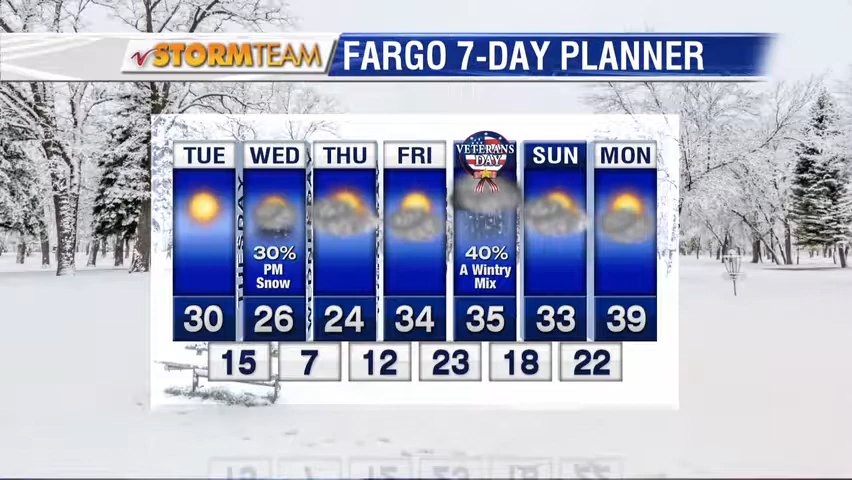 STORMTEAM
FARGO 7-DAY PLANNER
TUE WED THU FRI VETERANS DAY SUN MON
30%
PM
Snow
40%
A Wintry
Mix
30 26 24 34 35 33 39
15 7 12 23 18 22